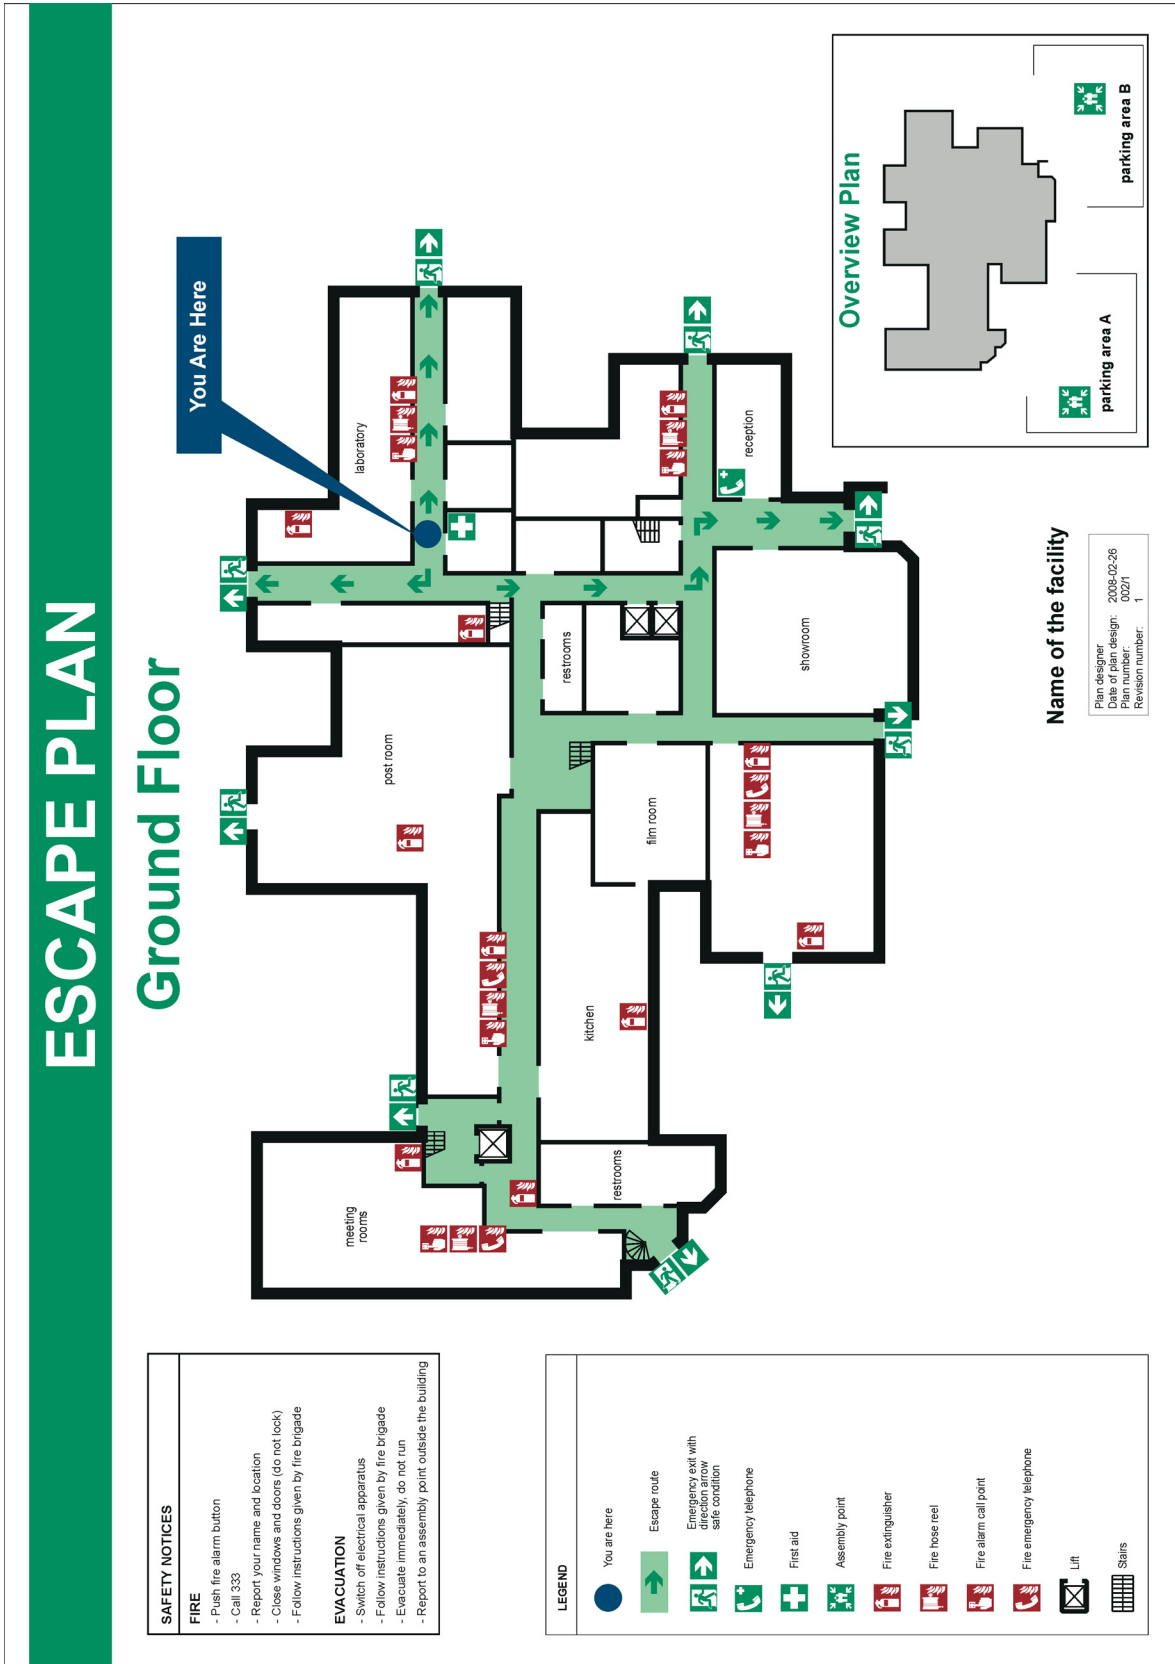 ESCAPE PLAN
Ground Floor
You Are Here
laboratory
post room
meeting
rooms
restrooms
kitchen
film room
restrooms
showroom
reception
SAFETY NOTICES
FIRE
- Push fire alarm button
- Call 333
- Report your name and location
- Close windows and doors (do not lock)
- Follow instructions given by fire brigade
EVACUATION
- Switch off electrical apparatus
- Follow instructions given by fire brigade
- Evacuate immediately, do not run
- Report to an assembly point outside the building
LEGEND
You are here
Escape route
Emergency exit with
direction arrow
safe condition
Emergency telephone
First aid
Assembly point
Fire extinguisher
Fire hose reel
Fire alarm call point
Fire emergency telephone
Lift
Stairs
Name of the facility
Plan designer
Date of plan design: 2008-02-26
Plan number: 002/1
Revision number: 1
Overview Plan
parking area A
parking area B